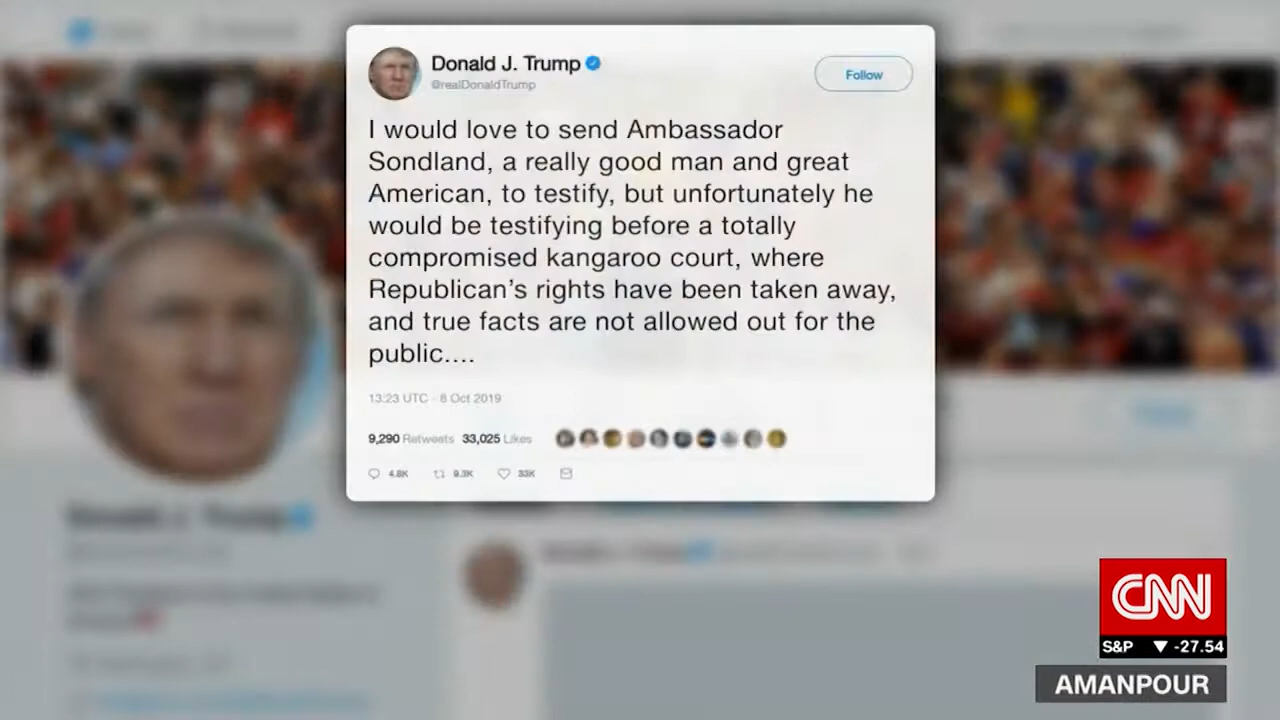 Donald J. Trump
@realDonaldTrump
Follow
I would love to send Ambassador
Sondland, a really good man and great
American, to testify, but unfortunately he
would be testifying before a totally
compromised kangaroo court, where
Republican's rights have been taken away,
and true facts are not allowed out for the
public....
13:23 UTC - 8 Oct 2019
9,290 Retweets 33,025 Likes
4.8K 9.3K 33K
Donald J. Trump
CNN
S&P ▼ -27.54
AMANPOUR